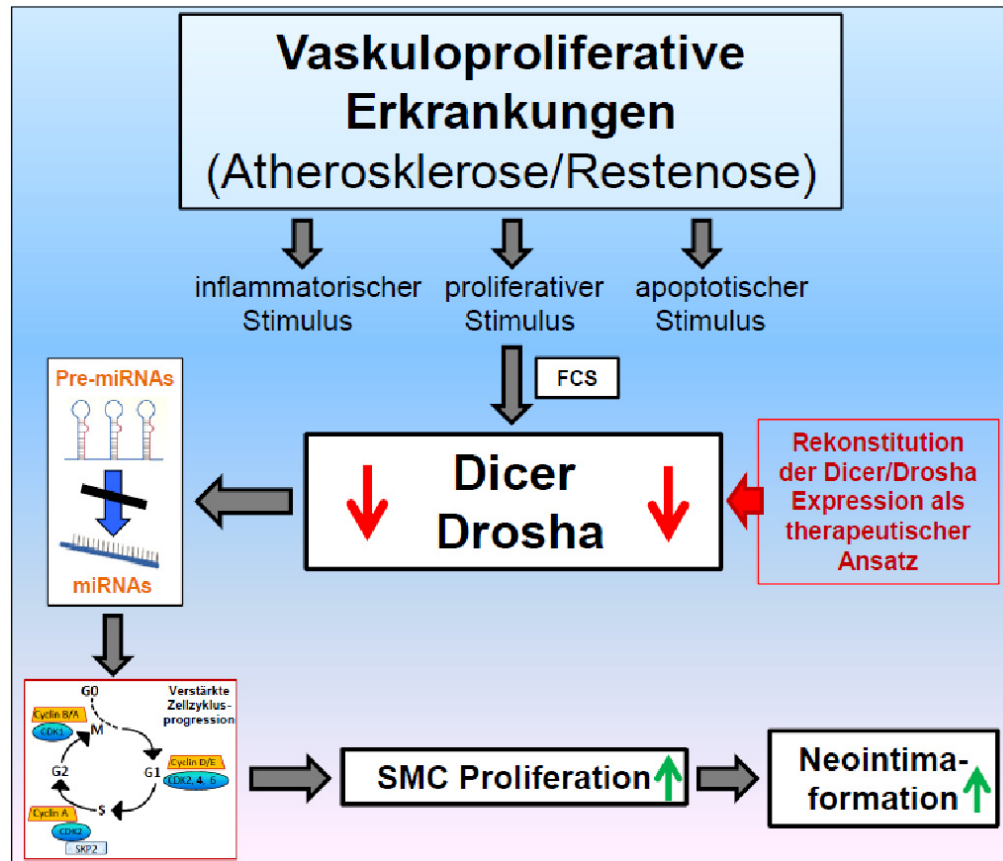 Vaskuloproliferative
Erkrankungen
(Atherosklerose/Restenose)
inflammatorischer
Stimulus
proliferativer
Stimulus
apoptotischer
Stimulus
FCS
Pre-miRNAs
miRNAs
Dicer
Drosha
Rekonstitution
der Dicer/Drosha
Expression als
therapeutischer
Ansatz
G0
Verstärkte
Zellzyklus-
progression
Cyclin B/A
CDK1
M
Cyclin D/E
CDK2, 4, 6
G1
G2
S
Cyclin A
CDK2
SKP2
SMC Proliferation
Neointima-
formation